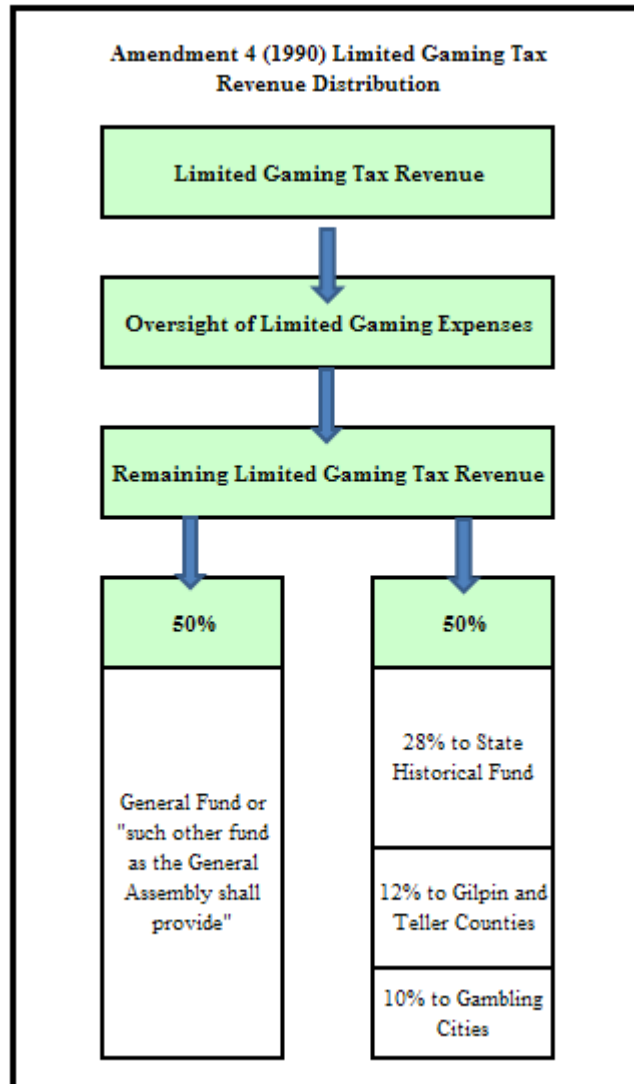 Amendment 4 (1990) Limited Gaming Tax
Revenue Distribution
Limited Gaming Tax Revenue
Oversight of Limited Gaming Expenses
Remaining Limited Gaming Tax Revenue
50%
General Fund or
"such other fund
as the General
Assembly shall
provide"
50%
28% to State
Historical Fund
12% to Gilpin and
Teller Counties
10% to Gambling
Cities